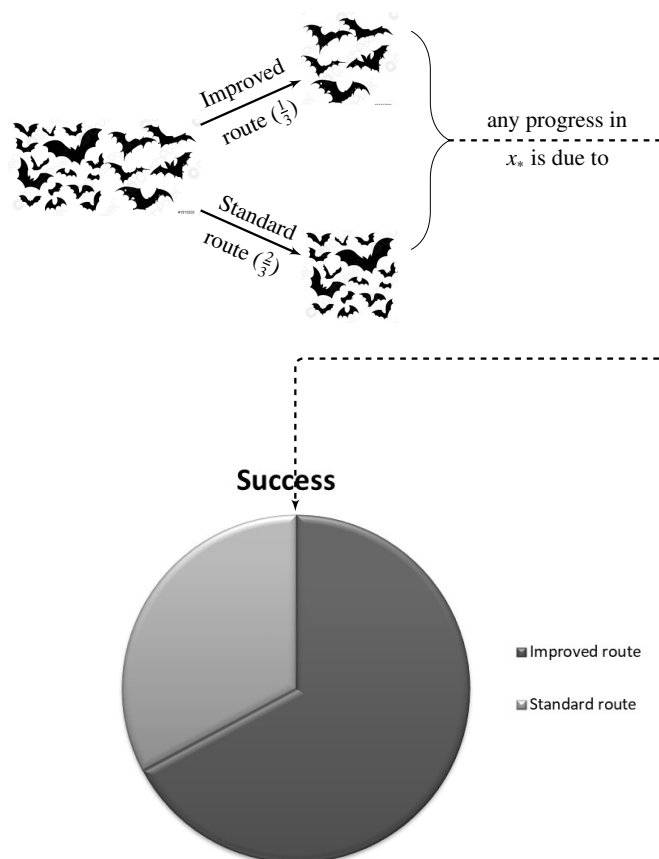 Improved
route (1/3)
Standard
route (2/3)
any progress in
x* is due to
Success
Improved route
Standard route